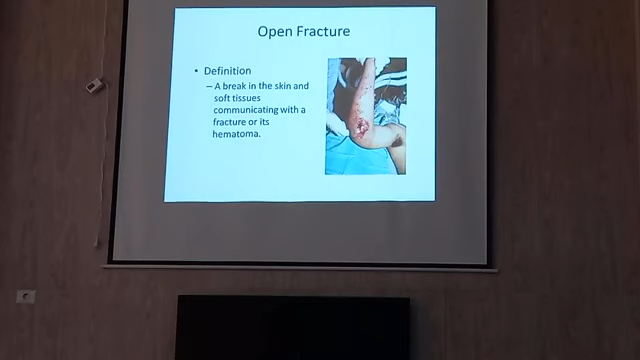 Open Fracture
• Definition
– A break in the skin and
soft tissues
communicating with a
fracture or its
hematoma.